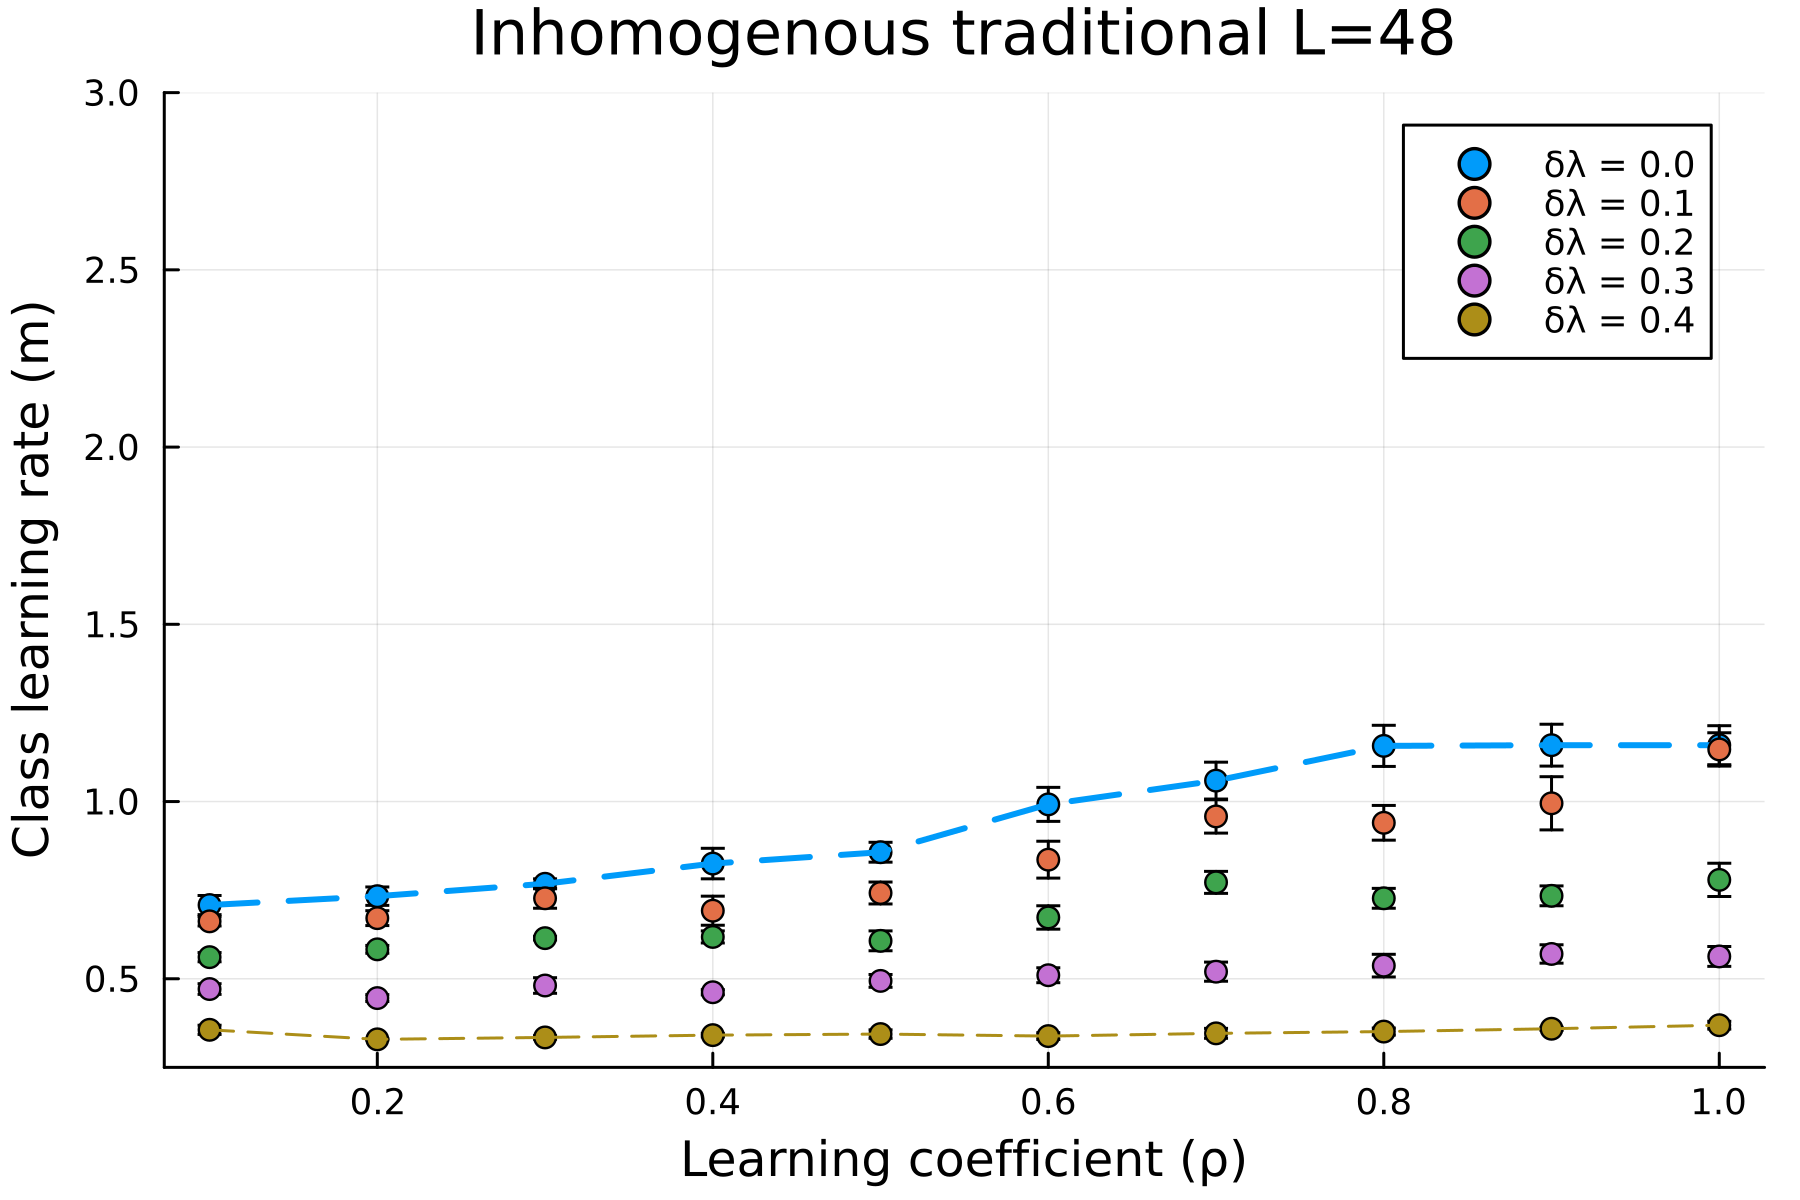 Inhomogenous traditional L=48
3.0
2.5
2.0
1.5
1.0
0.5
Class learning rate (m)
δλ = 0.0
δλ = 0.1
δλ = 0.2
δλ = 0.3
δλ = 0.4
0.2 0.4 0.6 0.8 1.0
Learning coefficient (ρ)